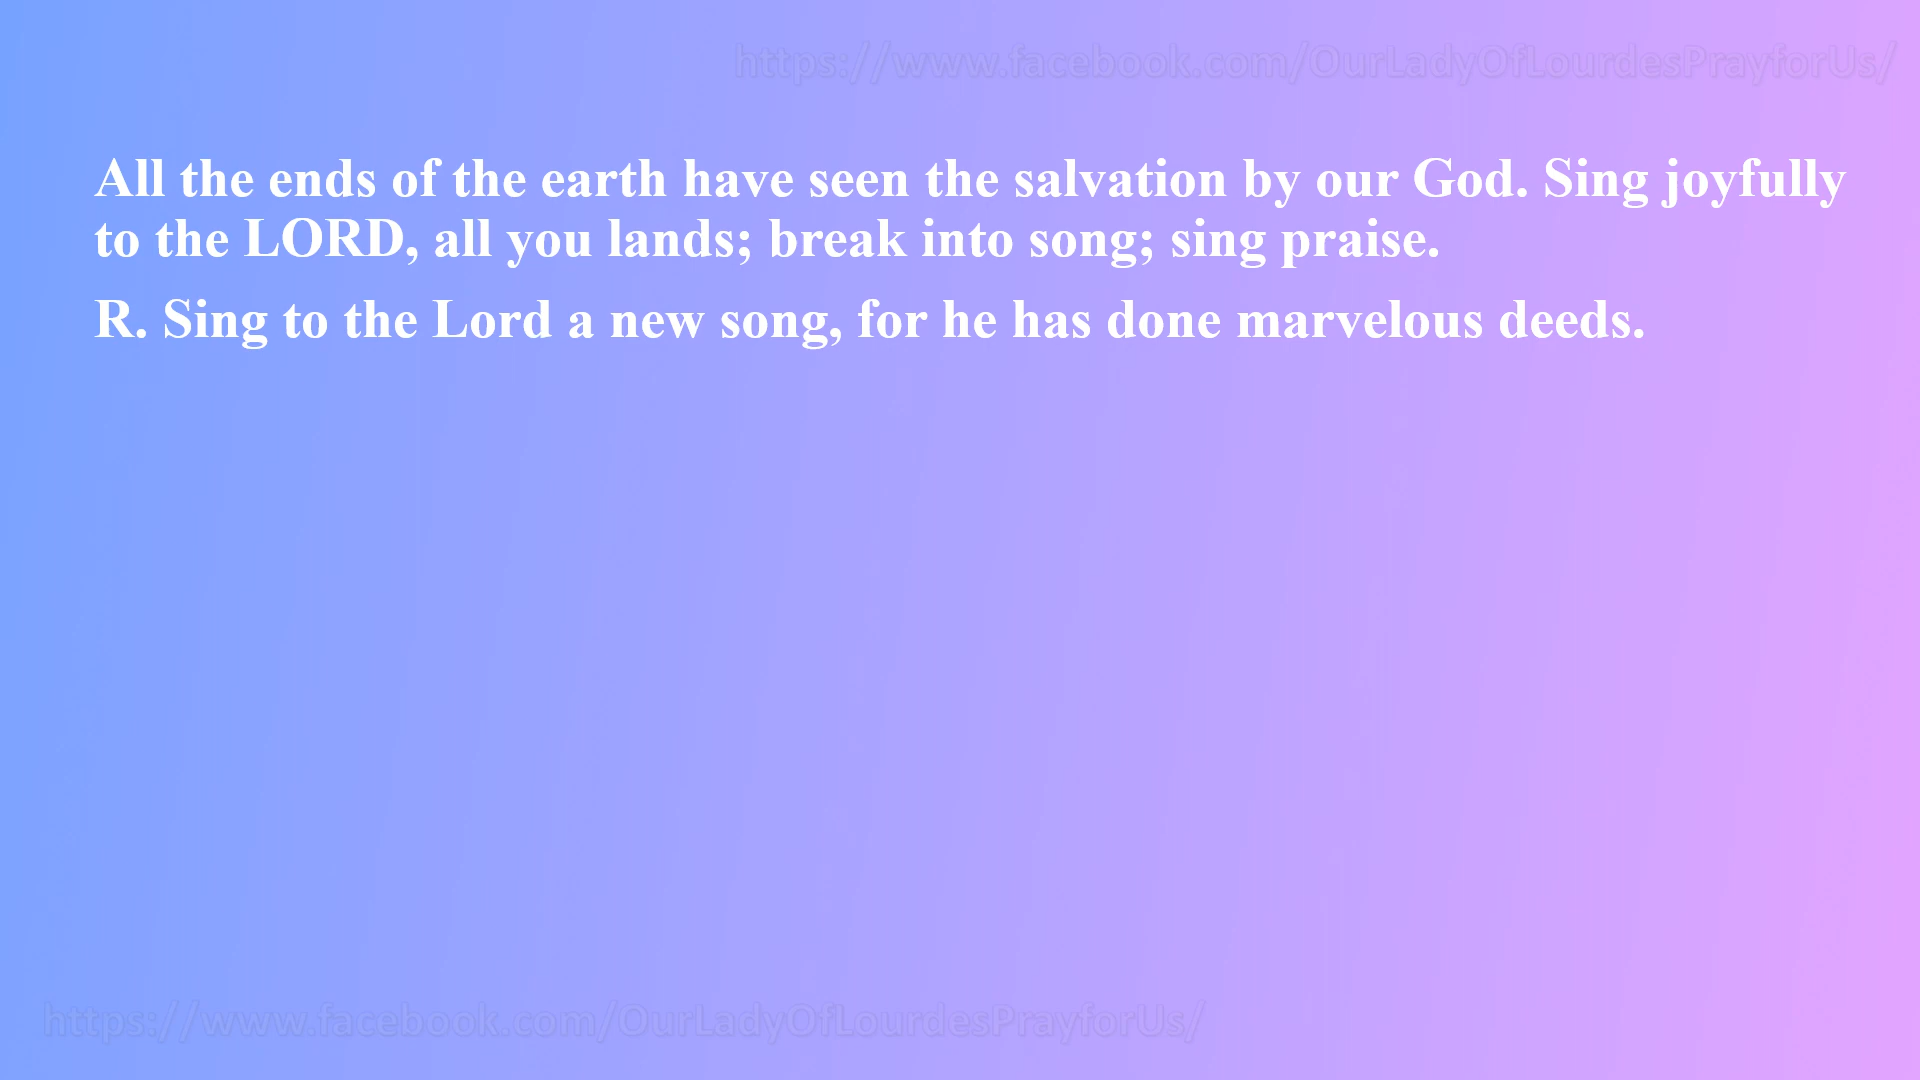 https://www.facebook.com/OurLadyOfLourdesPrayforUs/
All the ends of the earth have seen the salvation by our God. Sing joyfully
to the LORD, all you lands; break into song; sing praise.
R. Sing to the Lord a new song, for he has done marvelous deeds.
https://www.facebook.com/OurLadyOfLourdesPrayforUs/